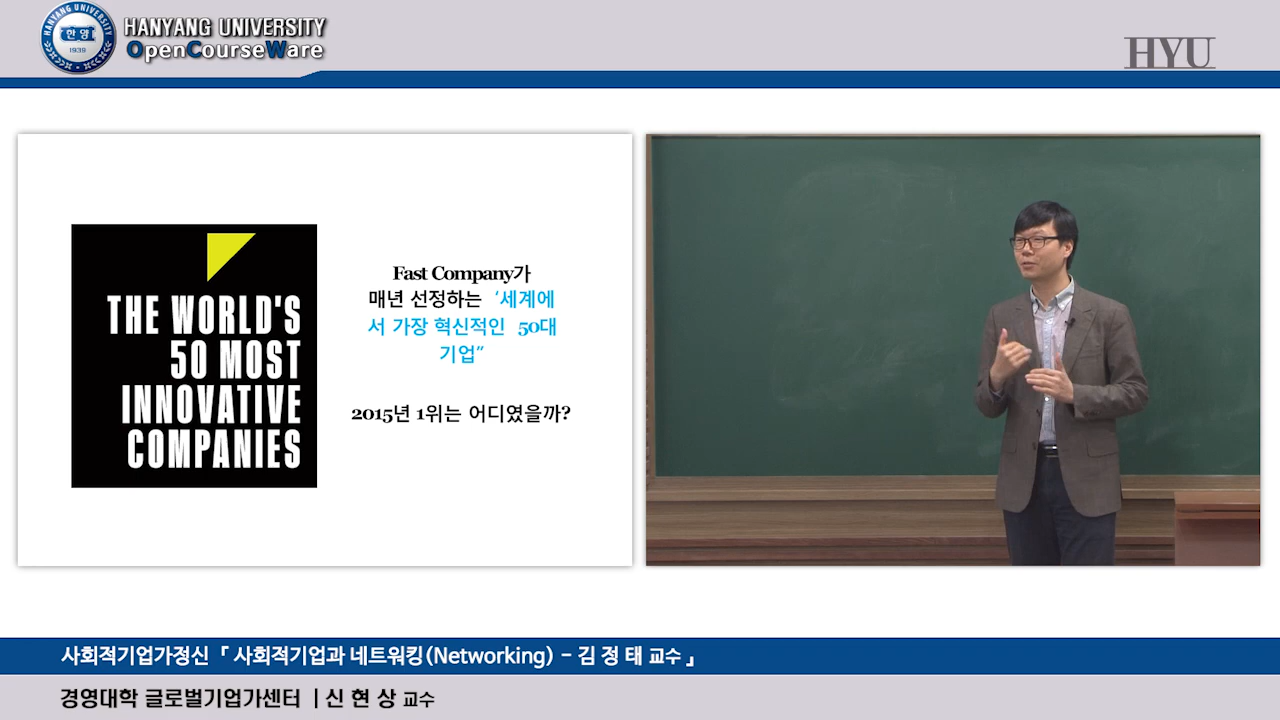 HANYANG UNIVERSITY
한양
1939
HANYANG UNIVERSITY
OpenCourseWare
HYU
THE WORLD'S
50 MOST
INNOVATIVE
COMPANIES
Fast Company가
매년 선정하는 ‘세계에
서 가장 혁신적인 50대
기업”
2015년 1위는 어디였을까?
사회적기업가정신 『 사회적기업과 네트워킹(Networking) - 김 정 태 교수 』
경영대학 글로벌기업가센터 | 신 현 상 교수